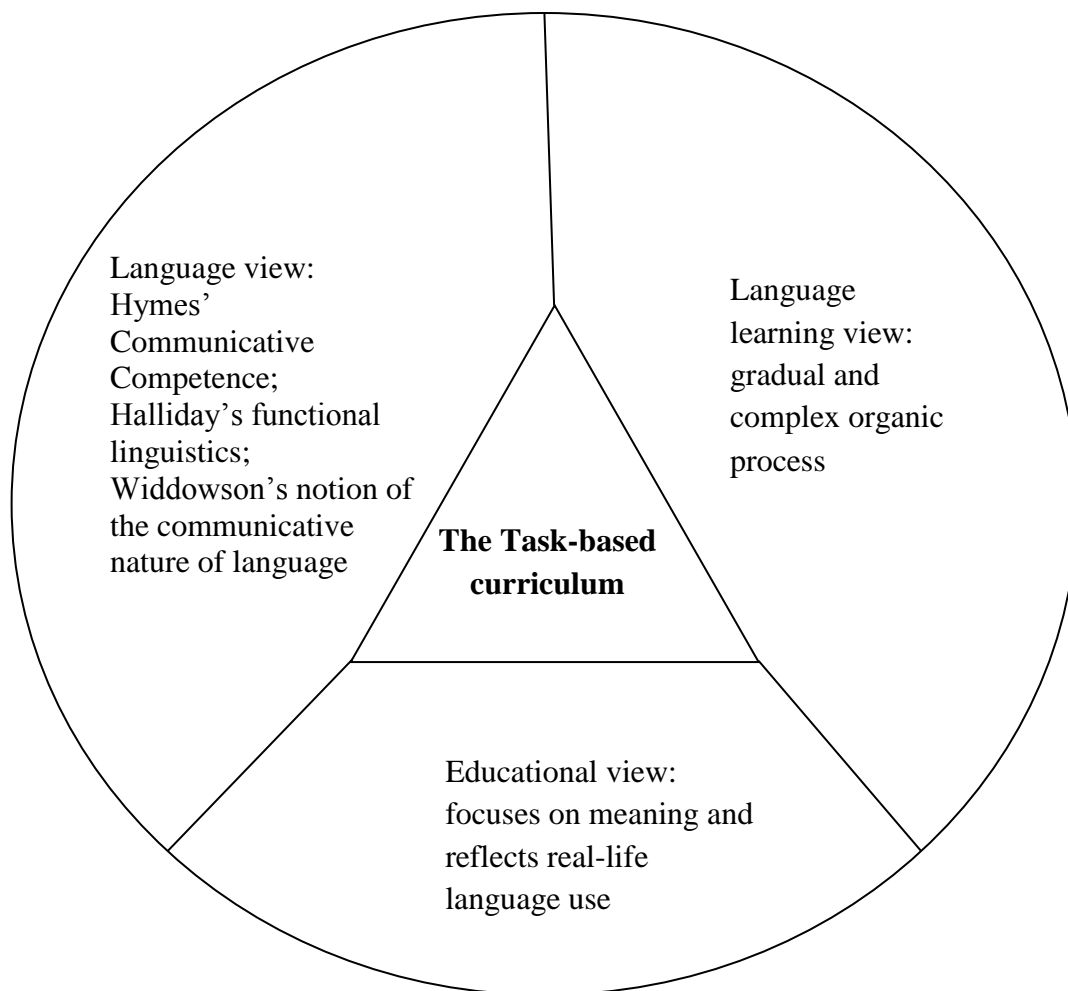 Language view:
Hymes’
Communicative
Competence;
Halliday’s functional
linguistics;
Widdowson’s notion of
the communicative
nature of language
Language
learning view:
gradual and
complex organic
process
The Task-based
curriculum
Educational view:
focuses on meaning and
reflects real-life
language use